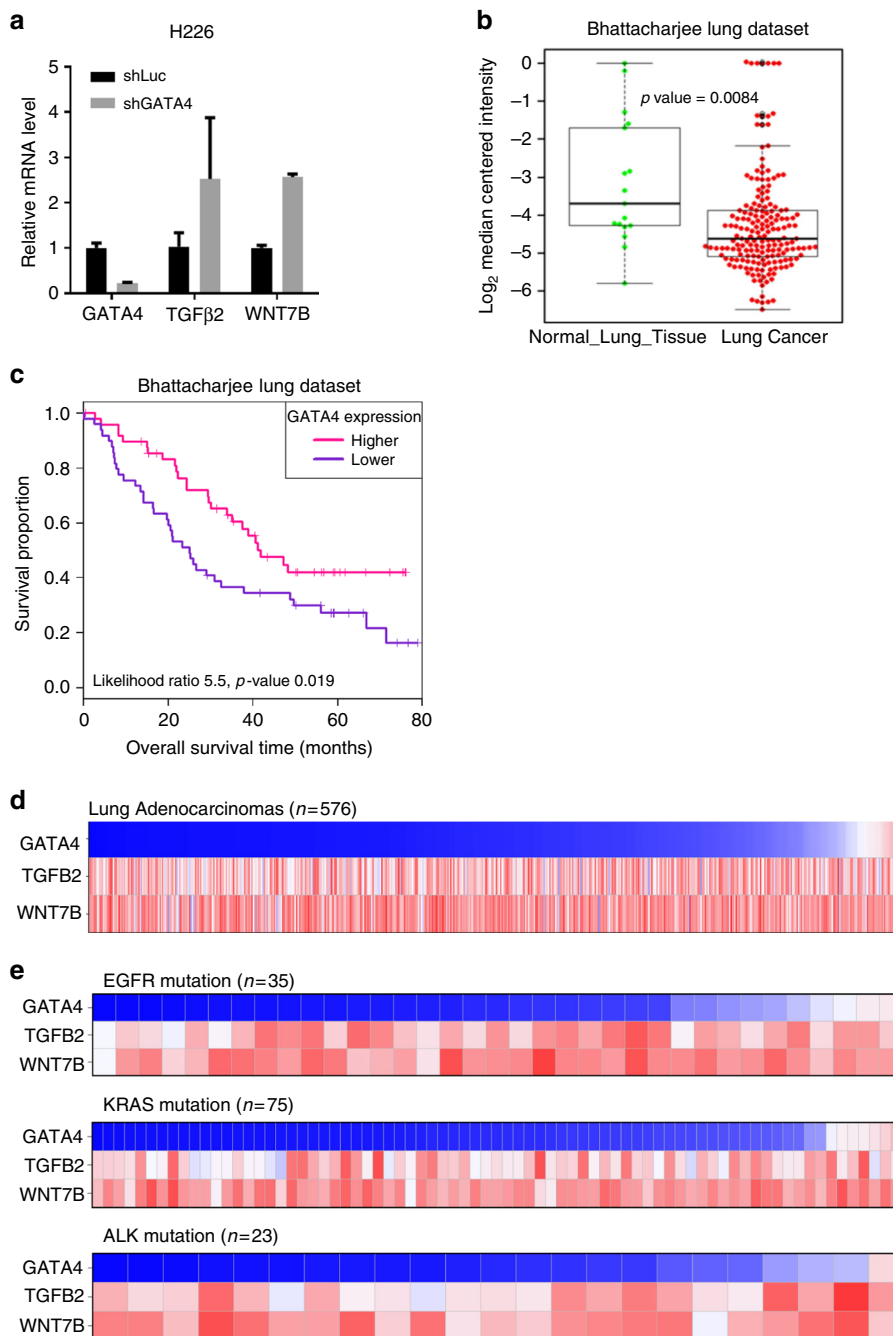 a
H226
shLuc
shGATA4
Relative mRNA level
5
4
3
2
1
0
GATA4 TGFβ2 WNT7B
b
Bhattacharjee lung dataset
p value = 0.0084
Log2 median centered intensity
0
−1
−2
−3
−4
−5
−6
Normal_Lung_Tissue Lung Cancer
c
Bhattacharjee lung dataset
GATA4 expression
Higher
Lower
Survival proportion
1.0
0.8
0.6
0.4
0.2
0.0
Likelihood ratio 5.5, p-value 0.019
0 20 40 60 80
Overall survival time (months)
d
Lung Adenocarcinomas (n=576)
GATA4
TGFB2
WNT7B
e
EGFR mutation (n=35)
GATA4
TGFB2
WNT7B
KRAS mutation (n=75)
GATA4
TGFB2
WNT7B
ALK mutation (n=23)
GATA4
TGFB2
WNT7B